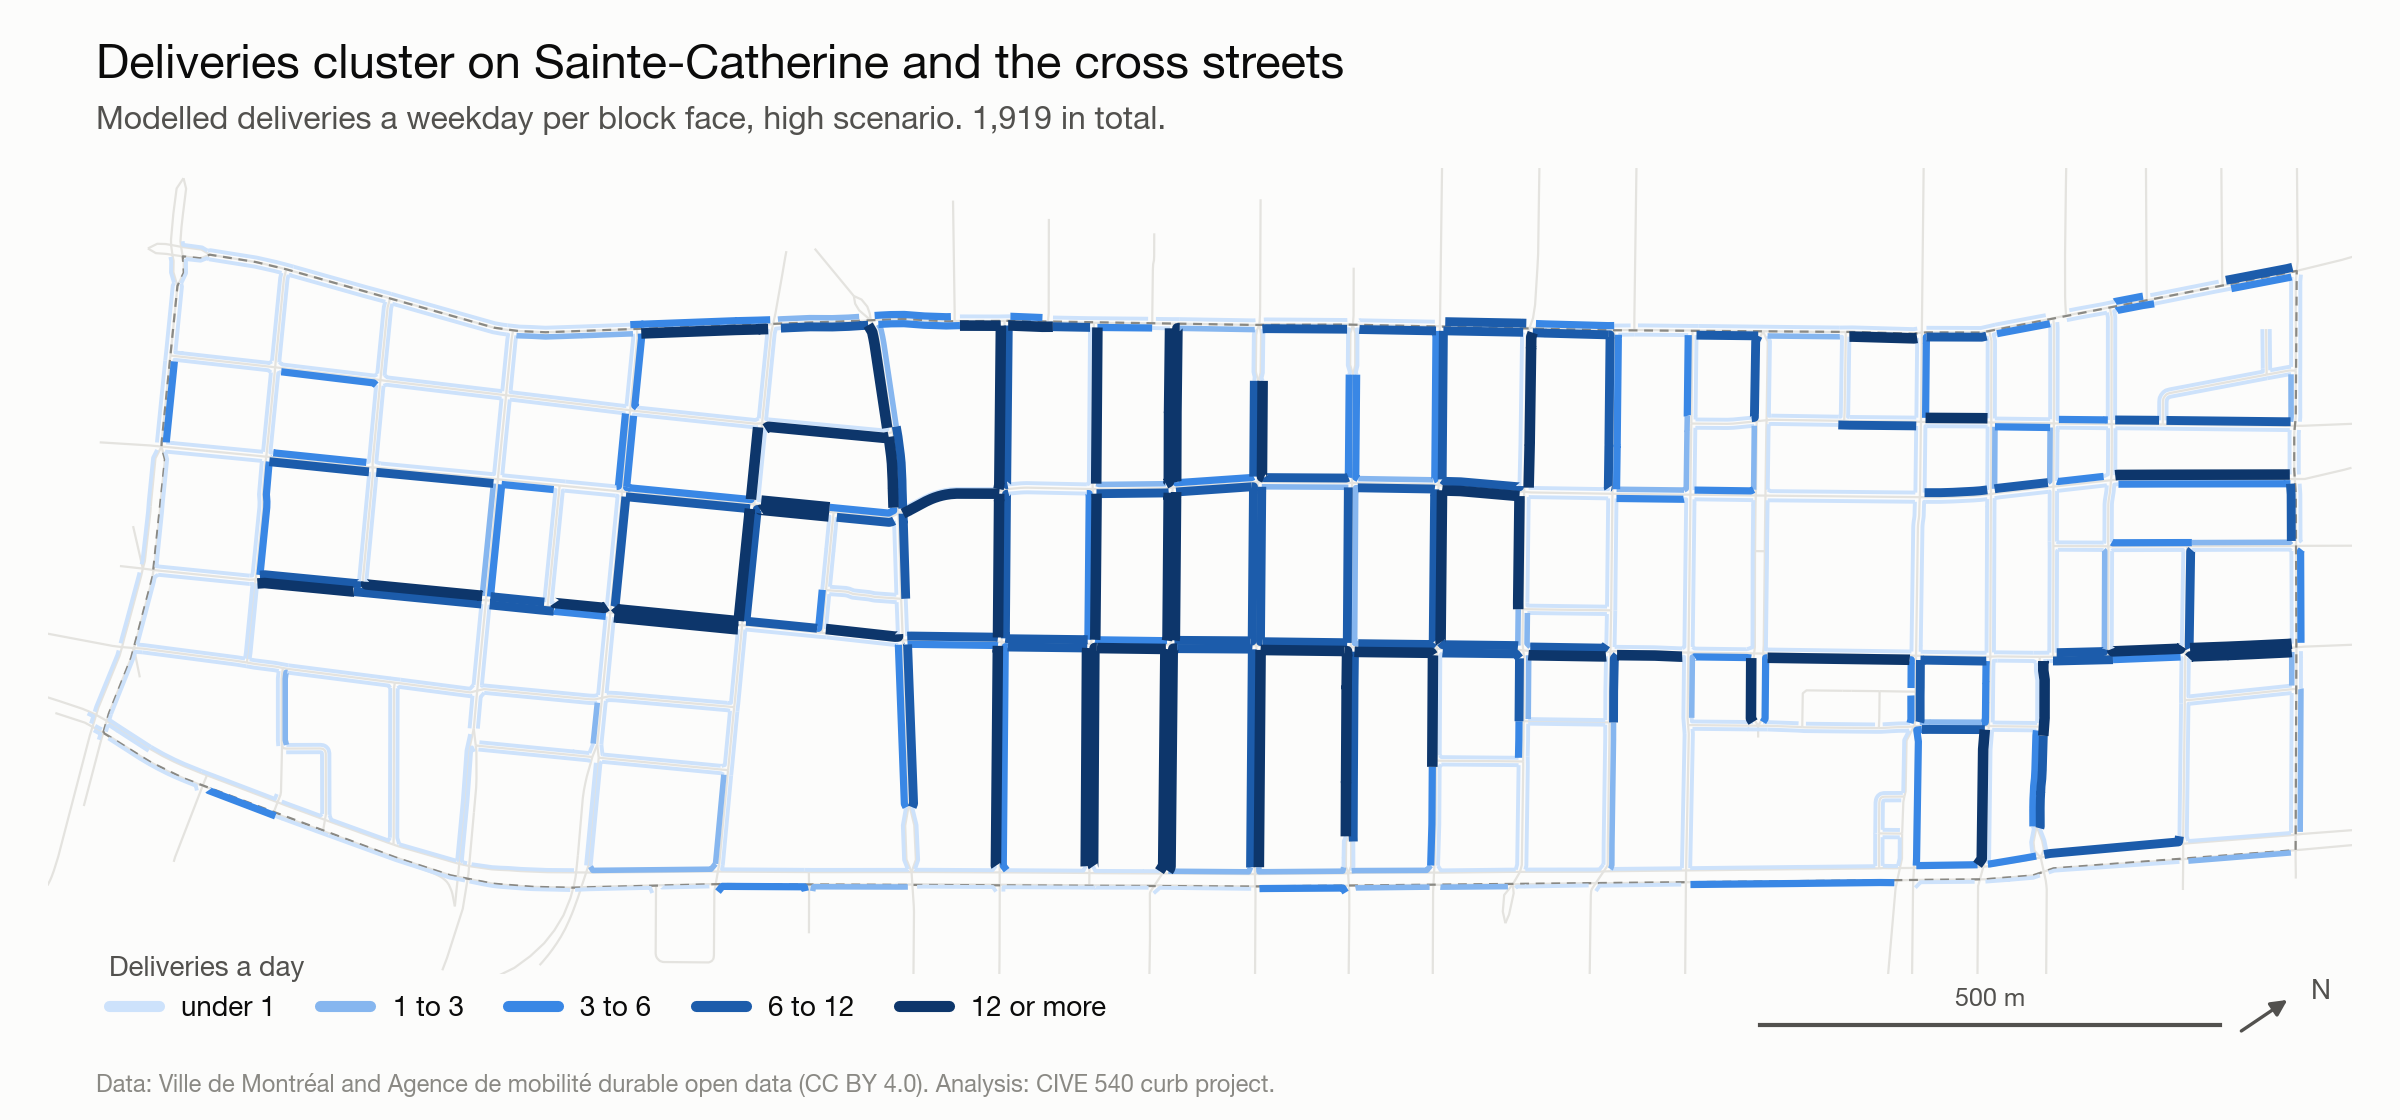 Deliveries cluster on Sainte-Catherine and the cross streets
Modelled deliveries a weekday per block face, high scenario. 1,919 in total.
Deliveries a day
under 1
1 to 3
3 to 6
6 to 12
12 or more
500 m
N
Data: Ville de Montréal and Agence de mobilité durable open data (CC BY 4.0). Analysis: CIVE 540 curb project.